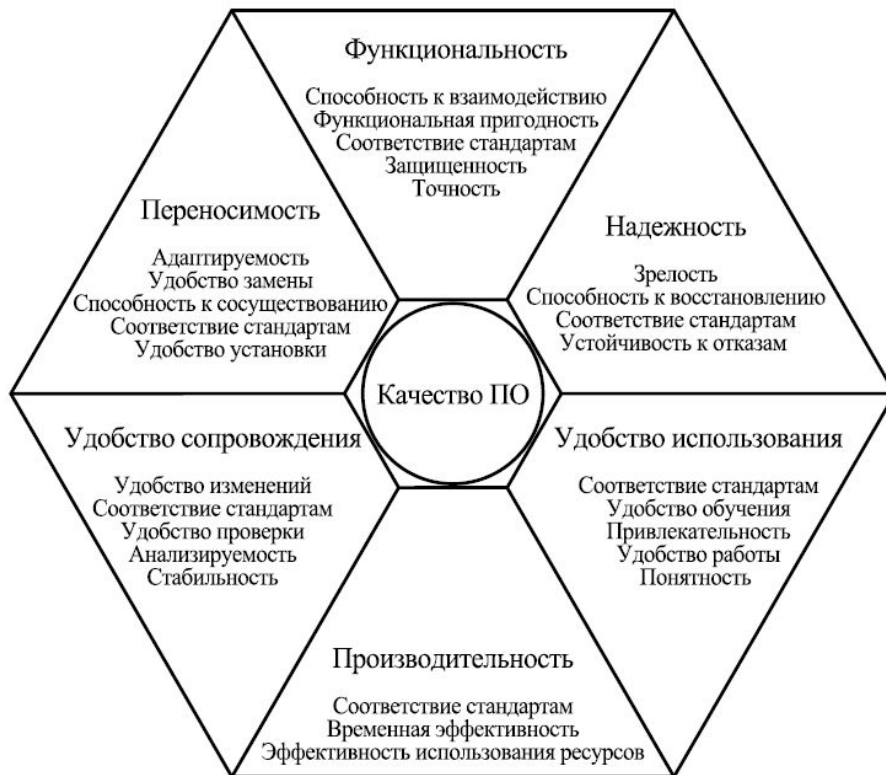 Функциональность
Способность к взаимодействию
Функциональная пригодность
Соответствие стандартам
Защищенность
Точность
Переносимость
Адаптируемость
Удобство замены
Способность к сосуществованию
Соответствие стандартам
Удобство установки
Надежность
Зрелость
Способность к восстановлению
Соответствие стандартам
Устойчивость к отказам
Качество ПО
Удобство сопровождения
Удобство изменений
Соответствие стандартам
Удобство проверки
Анализируемость
Стабильность
Удобство использования
Соответствие стандартам
Удобство обучения
Привлекательность
Удобство работы
Понятность
Производительность
Соответствие стандартам
Временная эффективность
Эффективность использования ресурсов